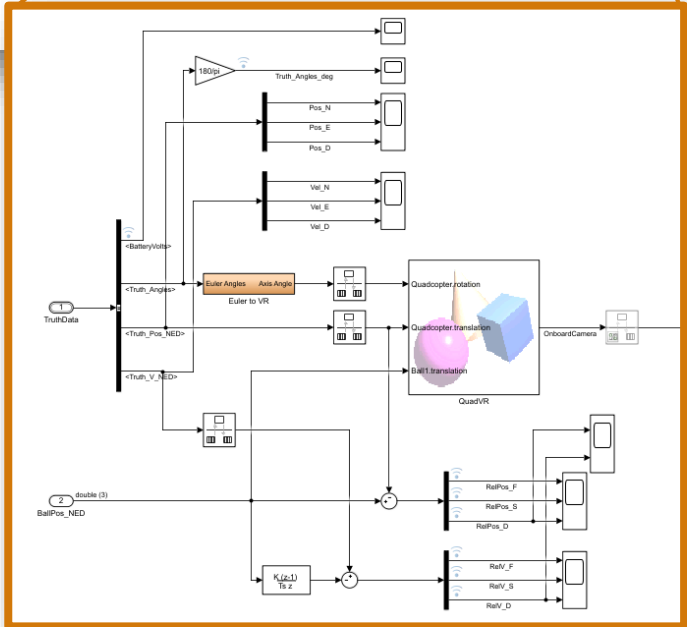 180/pi
Truth_Angles_deg
Pos_N
Pos_E
Pos_D
Vel_N
Vel_E
Vel_D
<BatteryVolts>
Euler Angles Axis Angle
Quadcopter.rotation
<Truth_Angles>
Euler to VR
1
TruthData
Quadcopter.translation
OnboardCamera
<Truth_Pos_NED>
Ball1.translation
<Truth_V_NED>
QuadVR
RelPos_F
2
double (3)
RelPos_S
BallPos_NED
RelPos_D
RelV_F
K (z-1)
Ts z
RelV_S
RelV_D